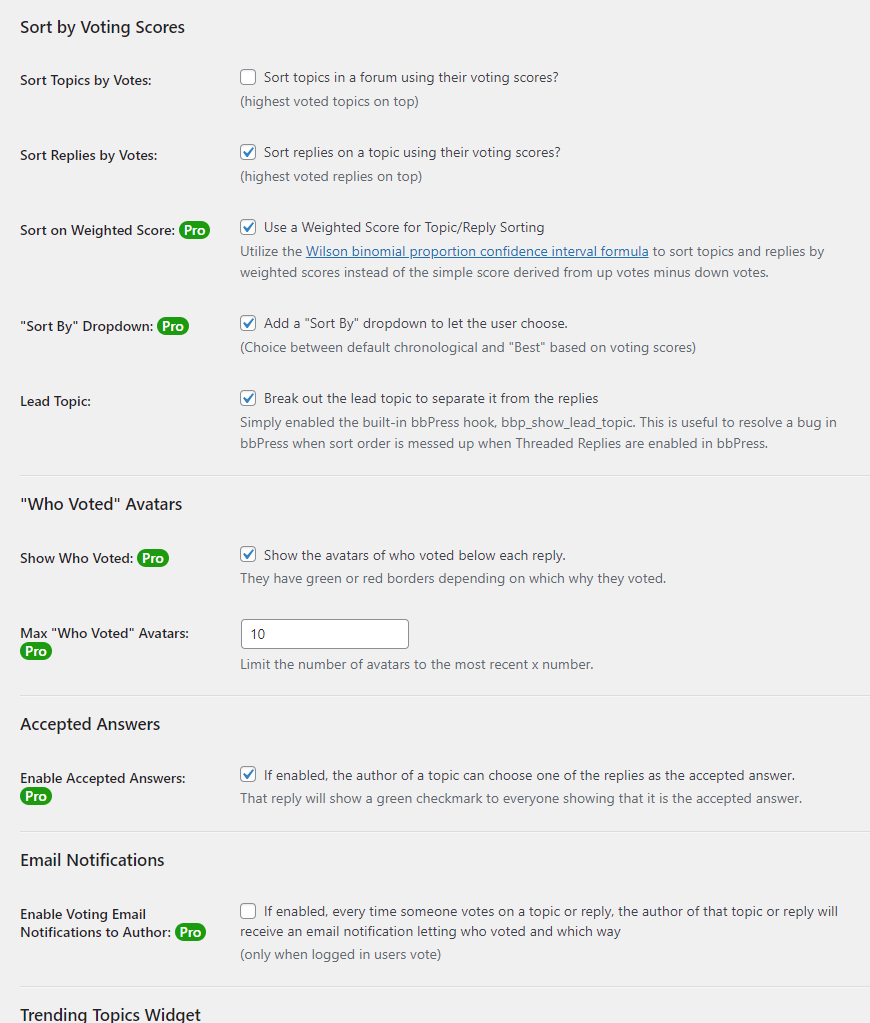 Sort by Voting Scores
Sort Topics by Votes:
Sort topics in a forum using their voting scores?
(highest voted topics on top)
Sort Replies by Votes:
Sort replies on a topic using their voting scores?
(highest voted replies on top)
Sort on Weighted Score: Pro
Use a Weighted Score for Topic/Reply Sorting
Utilize the Wilson binomial proportion confidence interval formula to sort topics and replies by
weighted scores instead of the simple score derived from up votes minus down votes.
"Sort By" Dropdown: Pro
Add a "Sort By" dropdown to let the user choose.
(Choice between default chronological and "Best" based on voting scores)
Lead Topic:
Break out the lead topic to separate it from the replies
Simply enabled the built-in bbPress hook, bbp_show_lead_topic. This is useful to resolve a bug in
bbPress when sort order is messed up when Threaded Replies are enabled in bbPress.
"Who Voted" Avatars
Show Who Voted: Pro
Show the avatars of who voted below each reply.
They have green or red borders depending on which why they voted.
Max "Who Voted" Avatars:
Pro
10
Limit the number of avatars to the most recent x number.
Accepted Answers
Enable Accepted Answers:
Pro
If enabled, the author of a topic can choose one of the replies as the accepted answer.
That reply will show a green checkmark to everyone showing that it is the accepted answer.
Email Notifications
Enable Voting Email
Notifications to Author: Pro
If enabled, every time someone votes on a topic or reply, the author of that topic or reply will
receive an email notification letting who voted and which way
(only when logged in users vote)
Trending Topics Widget